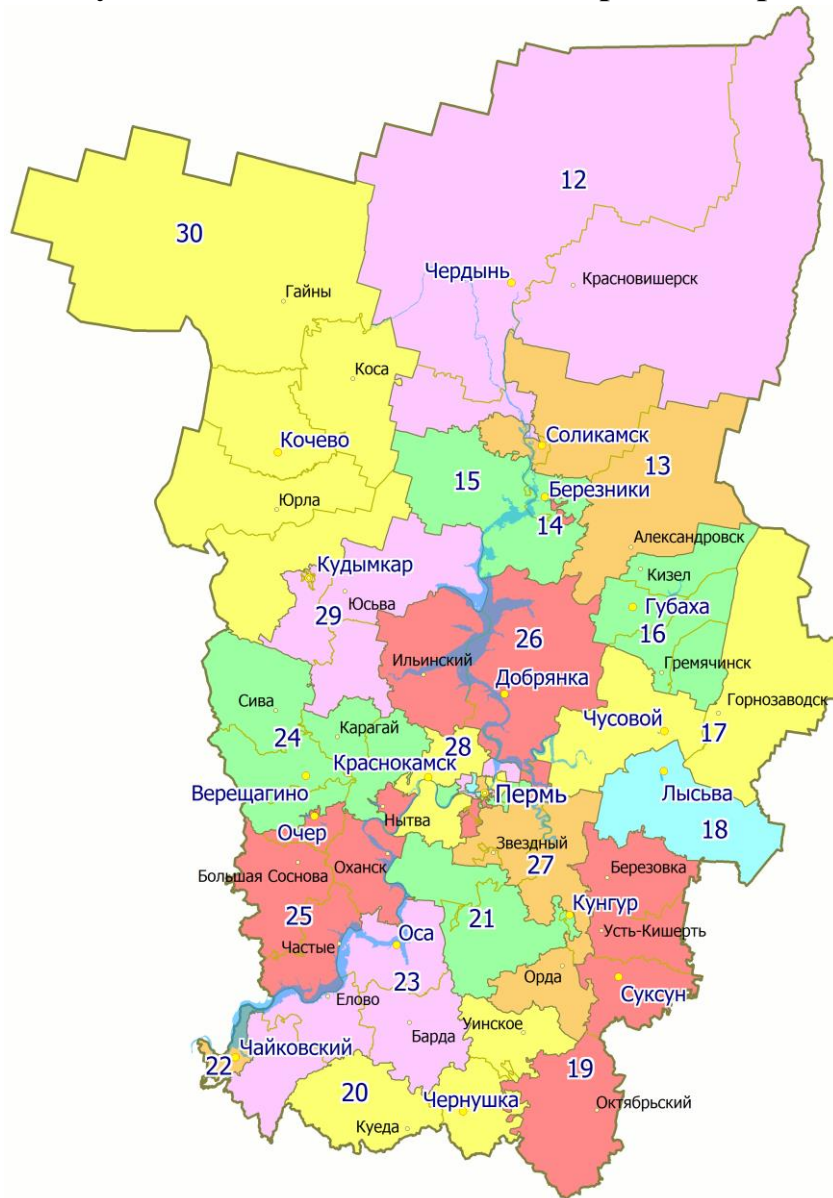 12
30
Чердынь
Красновишерск
Гайны
Коса
Кочево
Соликамск
13
15
Березники
Юрла
14
Александровск
Кизел
Кудымкар
Юсьва
29
Губаха
16
26
Ильинский
Гремячинск
Добрянка
Сива
Горнозаводск
Чусовой
17
24
Карагай
28
Краснокамск
Верещагино
Пермь
Лысьва
Нытва
Очер
18
Звездный
Оханск
27
Березовка
Большая Соснова
25
21
Кунгур
Усть-Кишерть
Частые
Оса
23
Орда
Суксун
Елово
Барда
Уинское
Чайковский
22
19
20
Чернушка
Октябрьский
Куеда